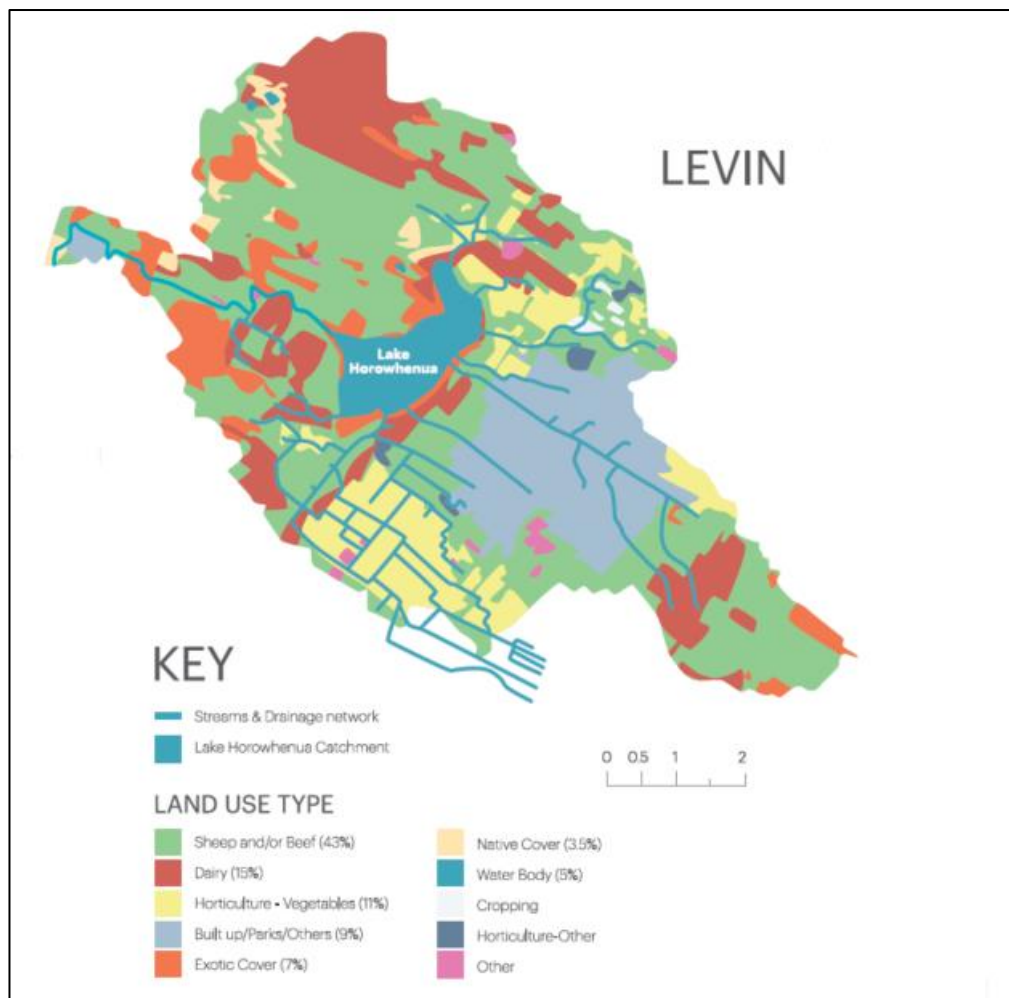 LEVIN
Lake
Horowhenua
KEY
Streams & Drainage network
Lake Horowhenua Catchment
0 0.5 1 2
LAND USE TYPE
Sheep and/or Beef (43%)
Dairy (15%)
Horticulture - Vegetables (11%)
Built up/Parks/Others (9%)
Exotic Cover (7%)
Native Cover (3.5%)
Water Body (5%)
Cropping
Horticulture-Other
Other